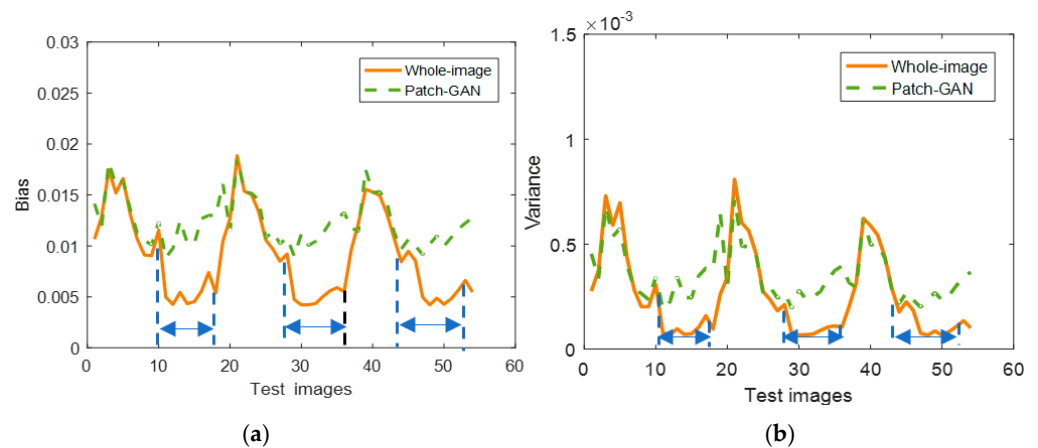 0.03
0.025
0.02
0.015
0.01
0.005
0
Bias
Whole-image
Patch-GAN
0 10 20 30 40 50 60
Test images
(a)
×10⁻³
1.5
1
0.5
0
Variance
Whole-image
Patch-GAN
0 10 20 30 40 50 60
Test images
(b)